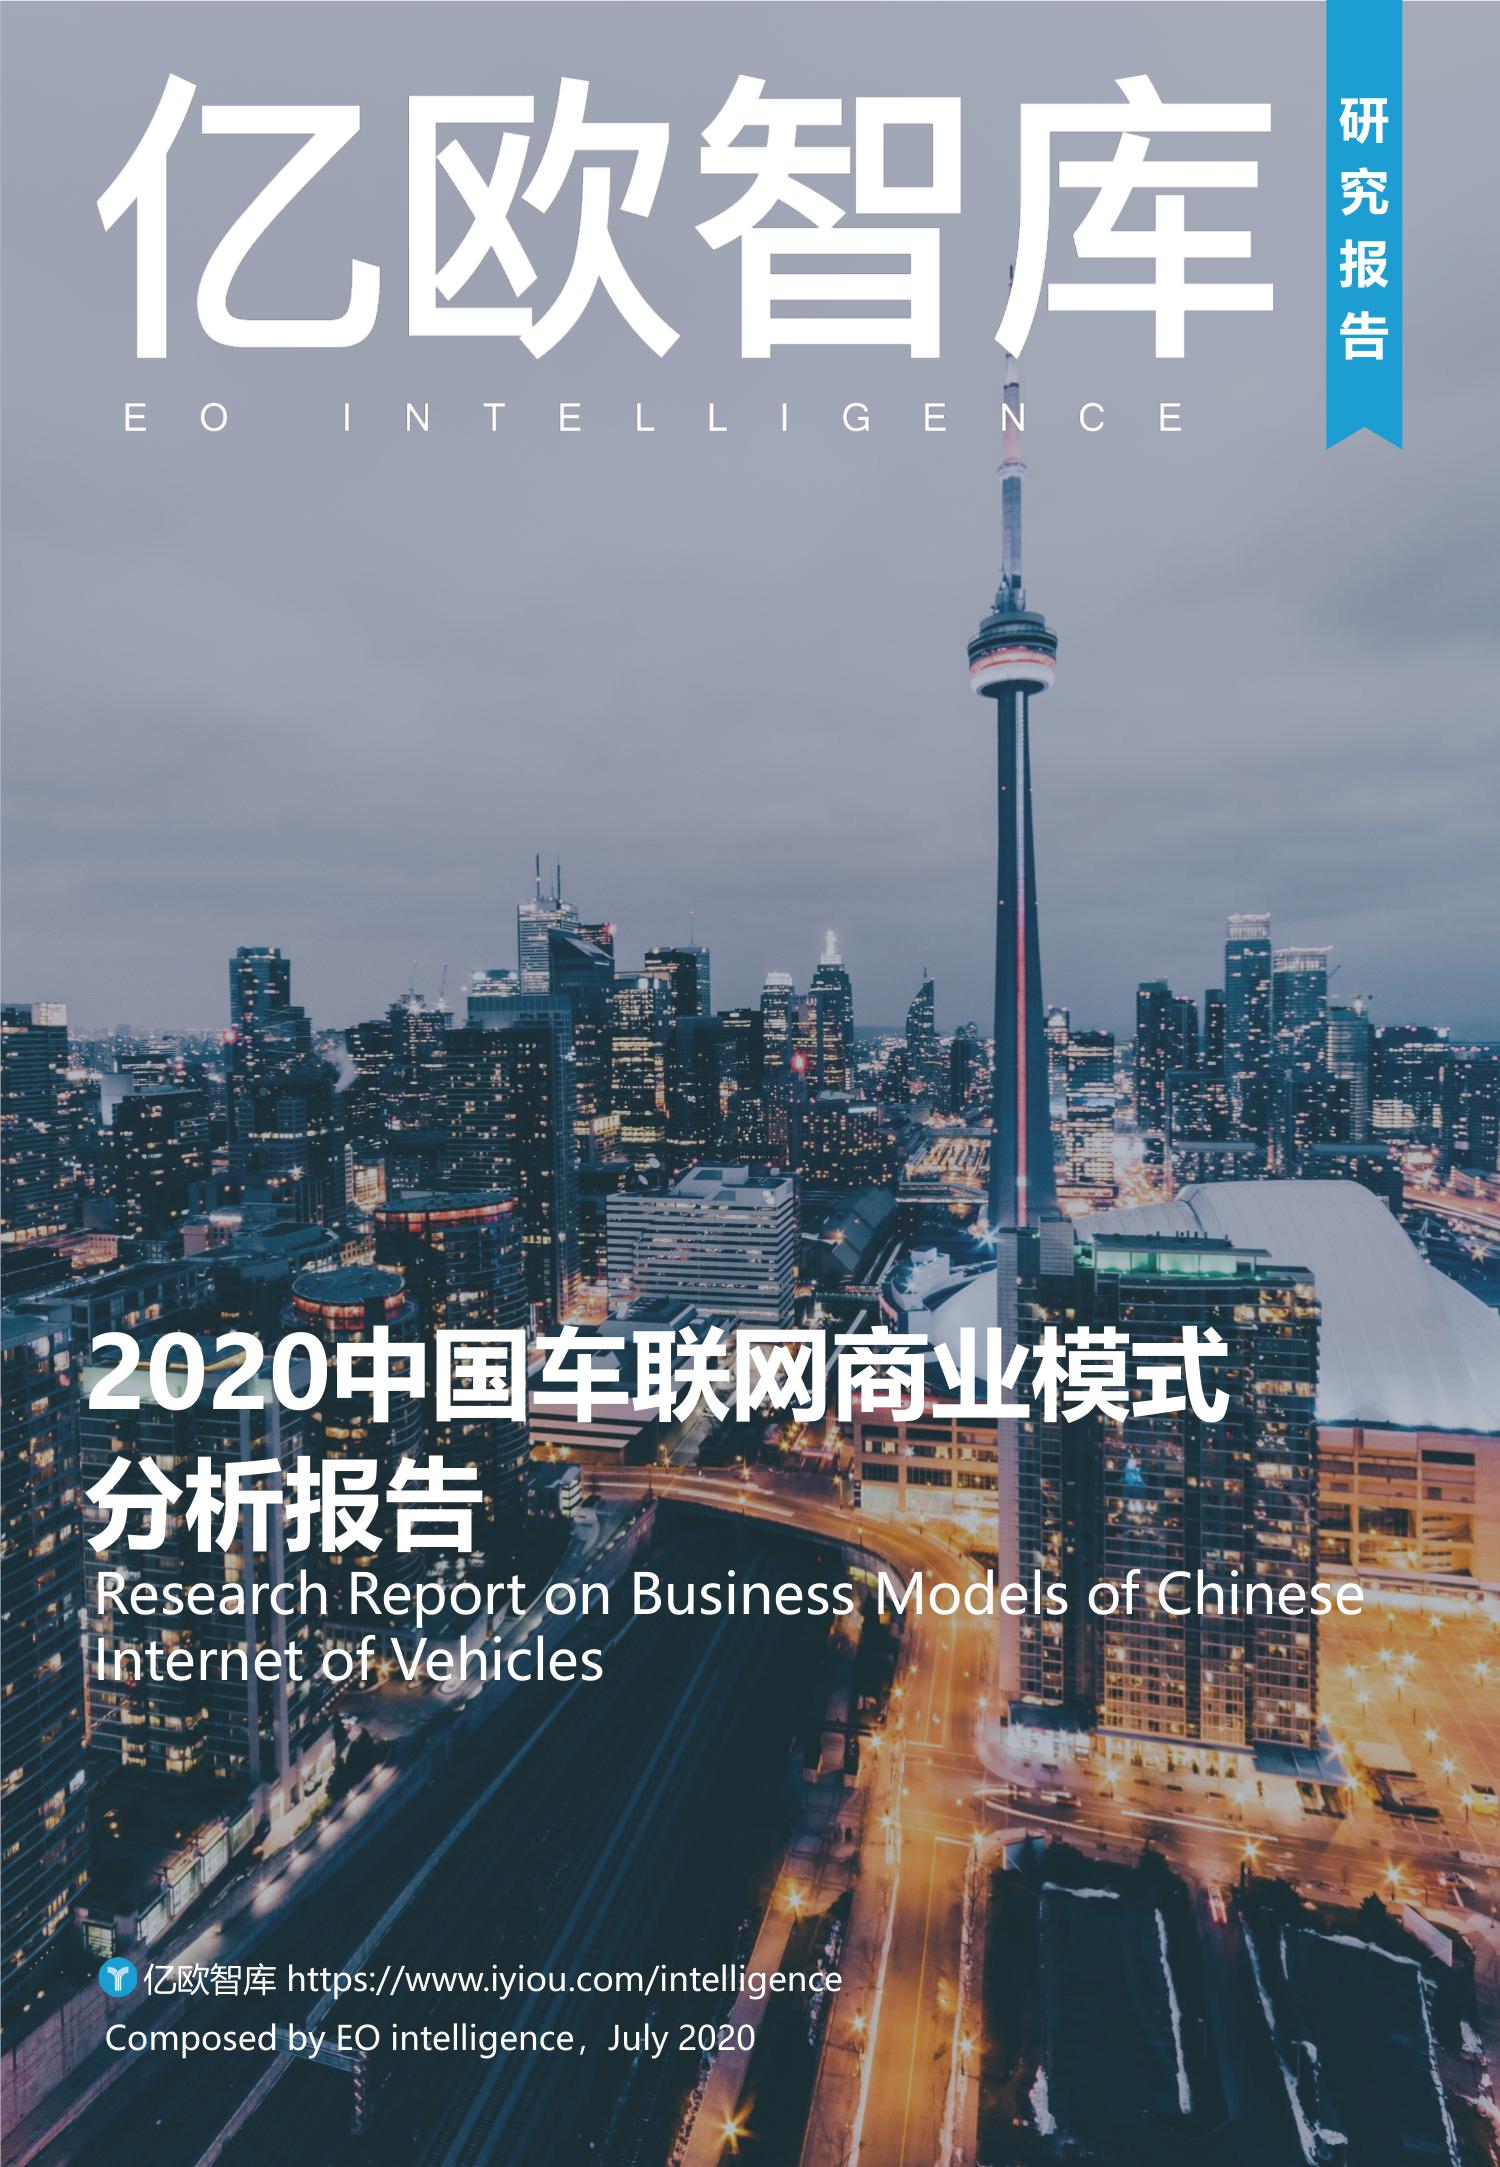 亿欧智库
EO INTELLIGENCE
研究报告
2020中国车联网商业模式
分析报告
Research Report on Business Models of Chinese
Internet of Vehicles
亿欧智库 https://www.iyiou.com/intelligence
Composed by EO intelligence，July 2020